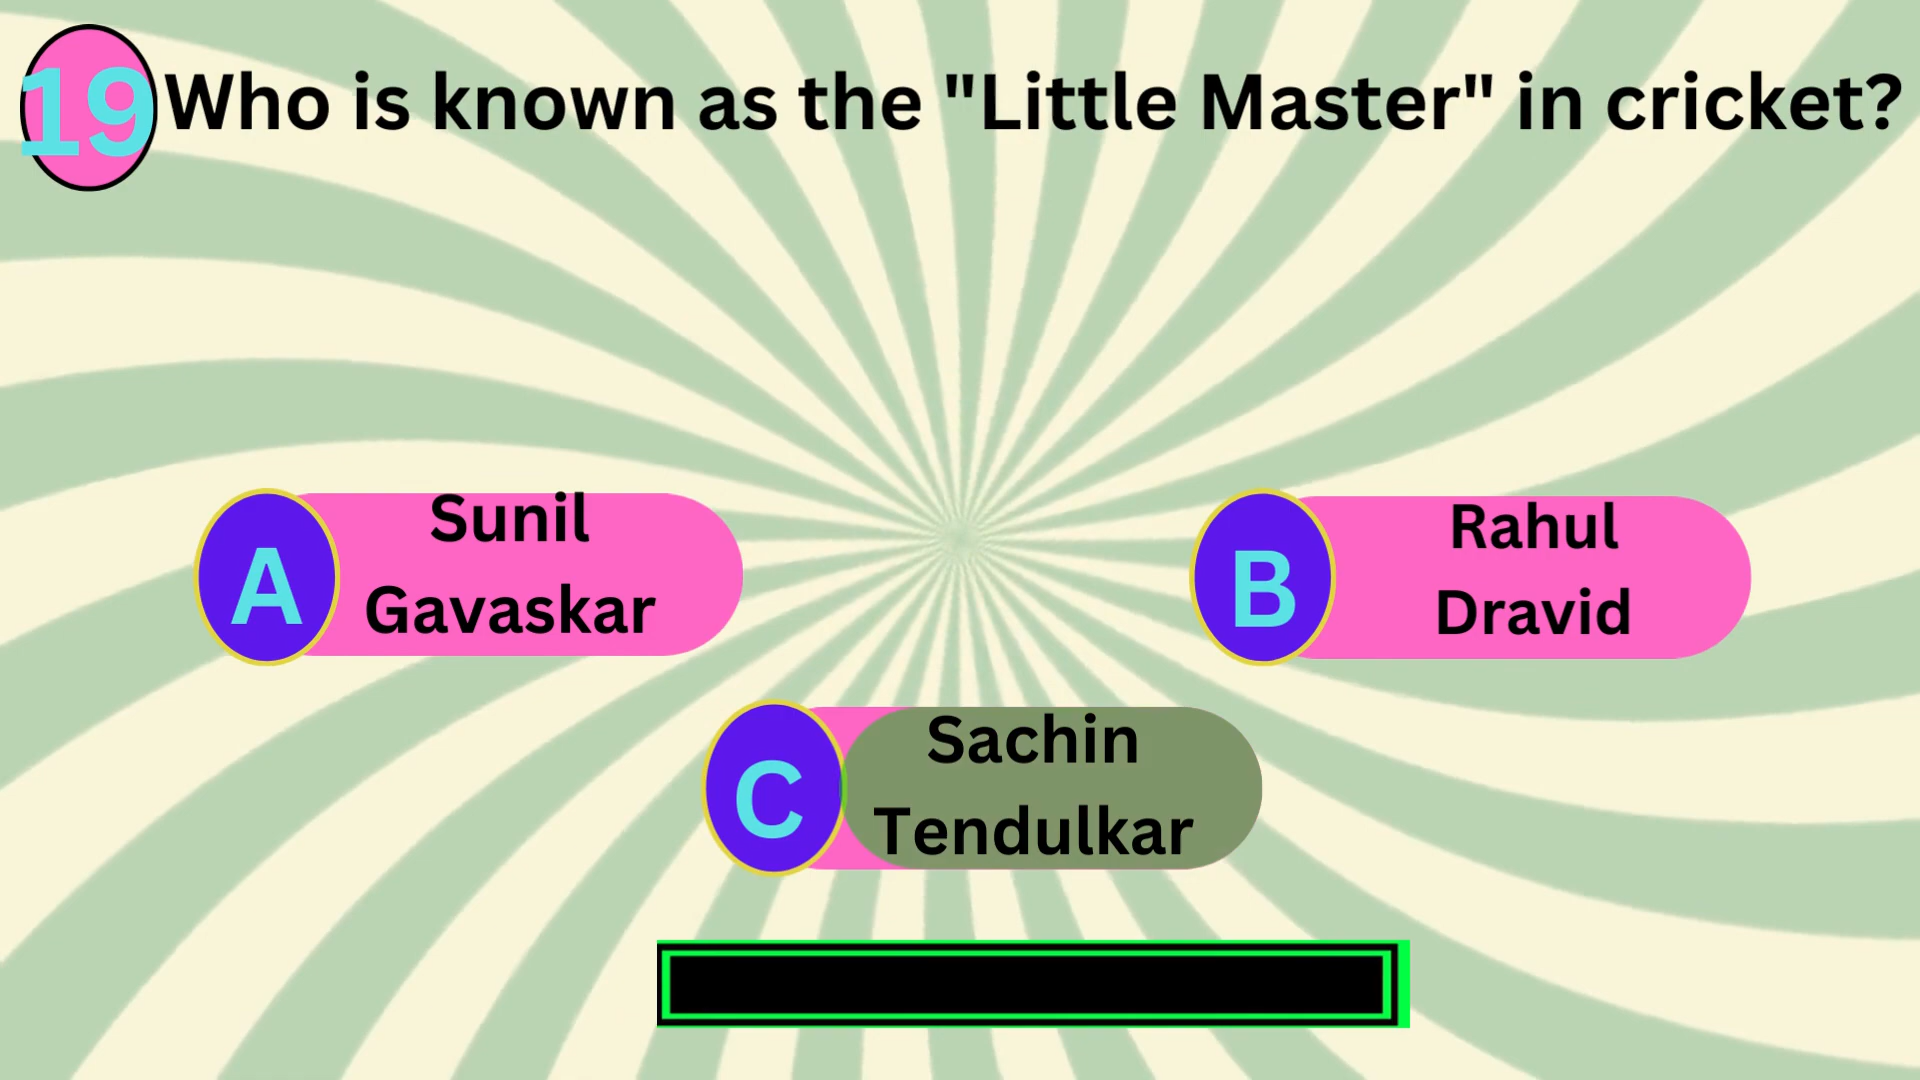 19 Who is known as the "Little Master" in cricket?
A
Sunil
Gavaskar
B
Rahul
Dravid
C
Sachin
Tendulkar